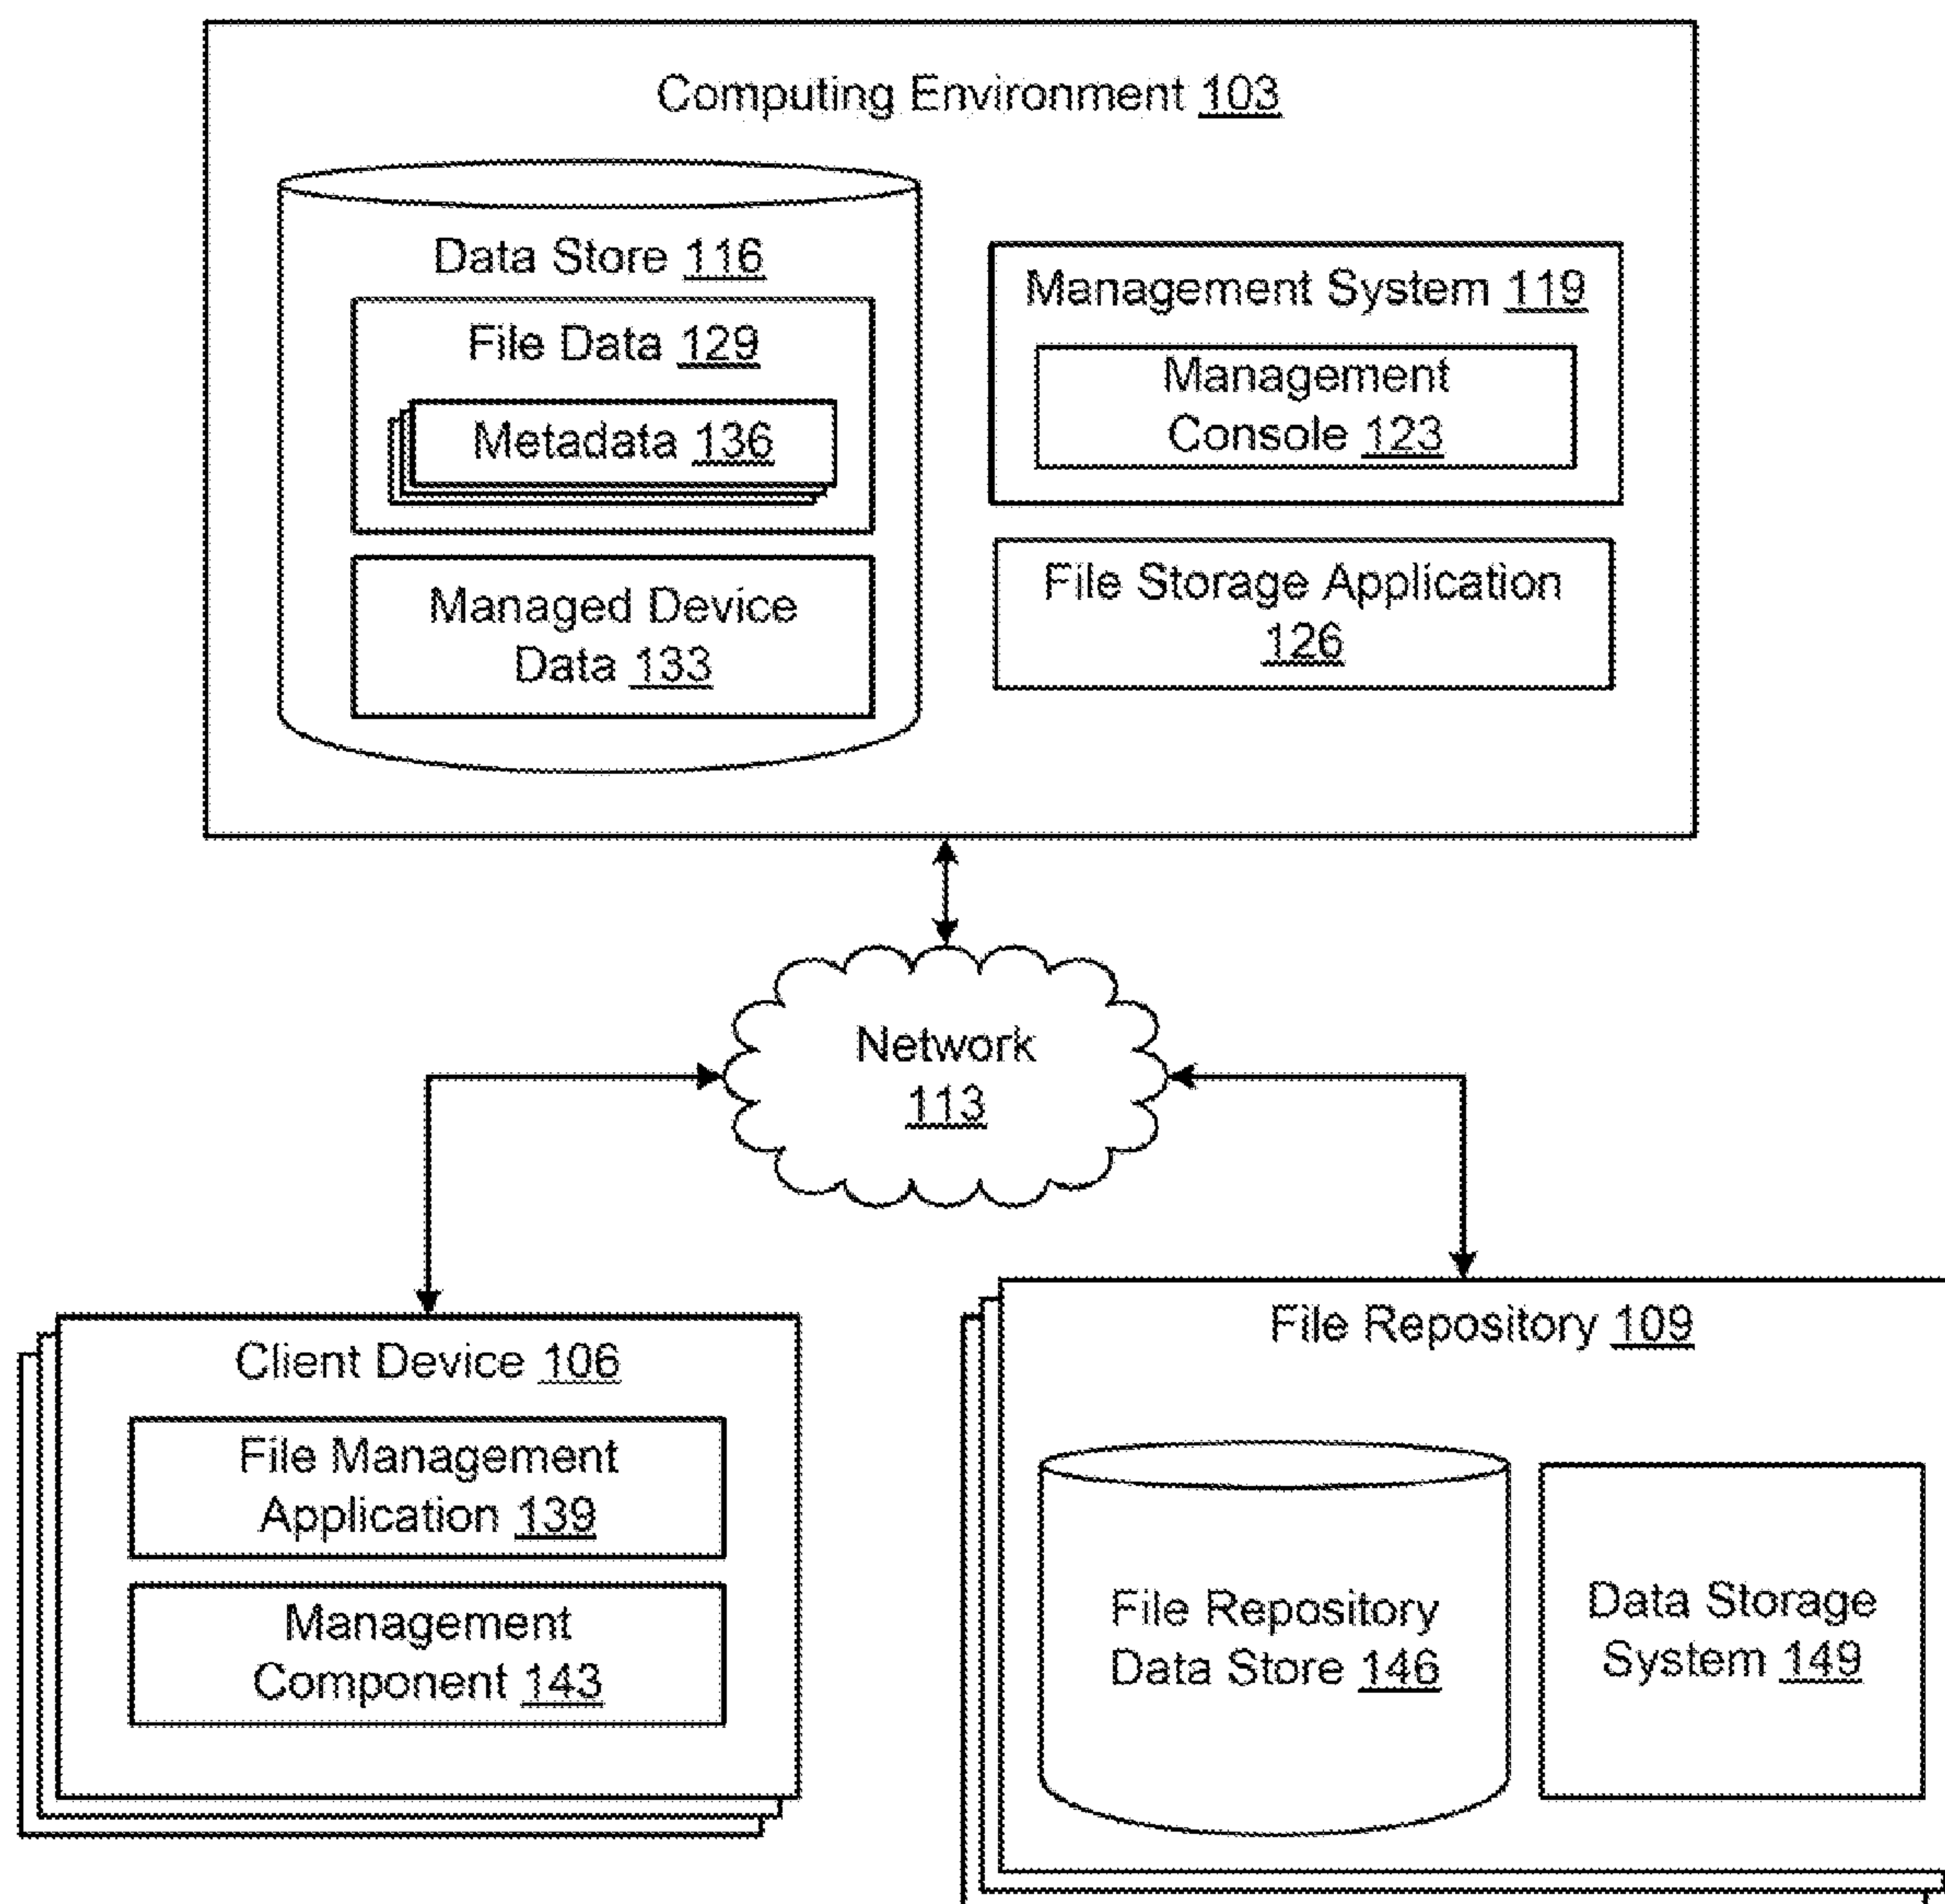 Computing Environment 103
Data Store 116
File Data 129
Metadata 136
Managed Device
Data 133
Management System 119
Management
Console 123
File Storage Application
126
Network
113
Client Device 106
File Management
Application 139
Management
Component 143
File Repository 109
File Repository
Data Store 146
Data Storage
System 149